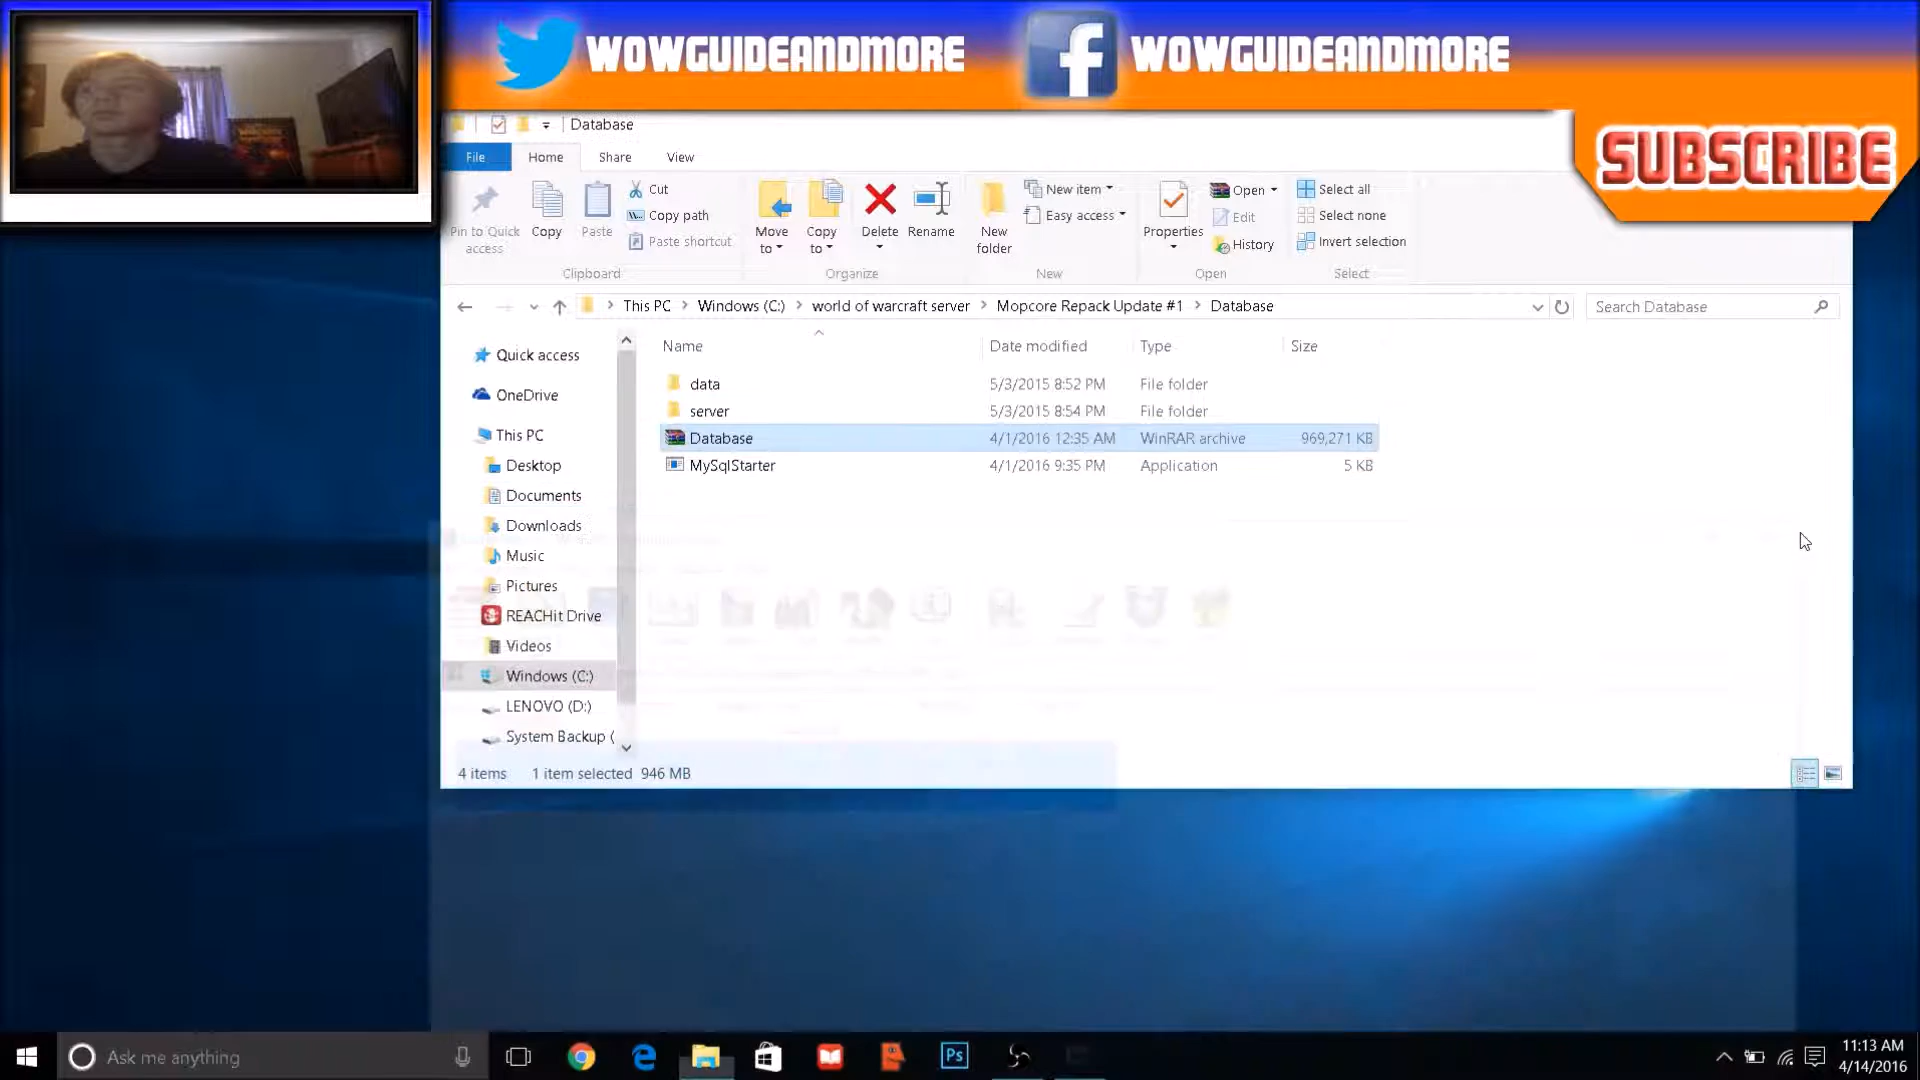 WOWGUIDEANDMORE
f WOWGUIDEANDMORE
SUBSCRIBE
Database
File Home Share View
Pin to Quick access
Copy
Paste
Cut
Copy path
Paste shortcut
Clipboard
Move to
Copy to
Delete
Rename
Organize
New folder
New item
Easy access
New
Properties
Open
Edit
History
Open
Select all
Select none
Invert selection
Select
This PC > Windows (C:) > world of warcraft server > Mopcore Repack Update #1 > Database
Search Database
Quick access
OneDrive
This PC
Desktop
Documents
Downloads
Music
Pictures
REACHit Drive
Videos
Windows (C:)
LENOVO (D:)
System Backup (
Name Date modified Type Size
data 5/3/2015 8:52 PM File folder
server 5/3/2015 8:54 PM File folder
Database 4/1/2016 12:35 AM WinRAR archive 969,271 KB
MySqlStarter 4/1/2016 9:35 PM Application 5 KB
4 items 1 item selected 946 MB
Ask me anything
Ps
11:13 AM
4/14/2016